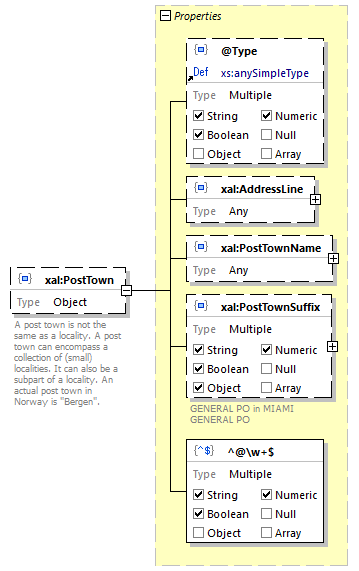 Properties
@Type
Def xs:anySimpleType
Type Multiple
String Numeric
Boolean Null
Object Array
xal:AddressLine
Type Any
xal:PostTownName
Type Any
xal:PostTown
Type Object
A post town is not the
same as a locality. A post
town can encompass a
collection of (small)
localities. It can also be a
subpart of a locality. An
actual post town in
Norway is "Bergen".
xal:PostTownSuffix
Type Multiple
String Numeric
Boolean Null
Object Array
GENERAL PO in MIAMI
GENERAL PO
{^$} ^@\w+$
Type Multiple
String Numeric
Boolean Null
Object Array